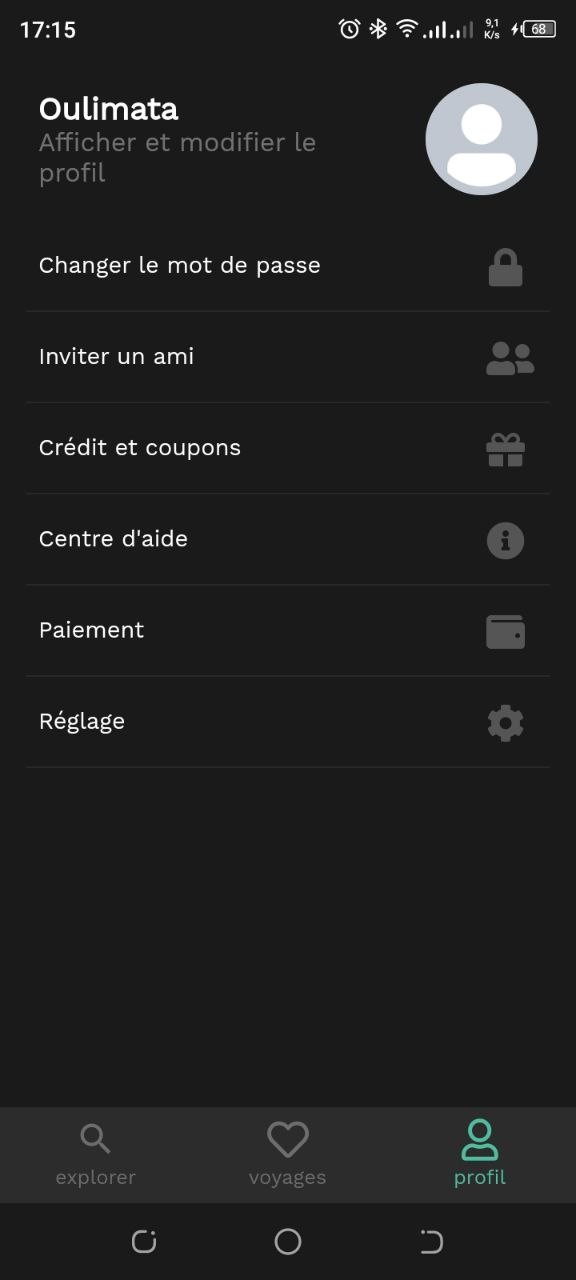 17:15
9,1
K/s
68
Oulimata
Afficher et modifier le
profil
Changer le mot de passe
Inviter un ami
Crédit et coupons
Centre d'aide
Paiement
Réglage
explorer
voyages
profil